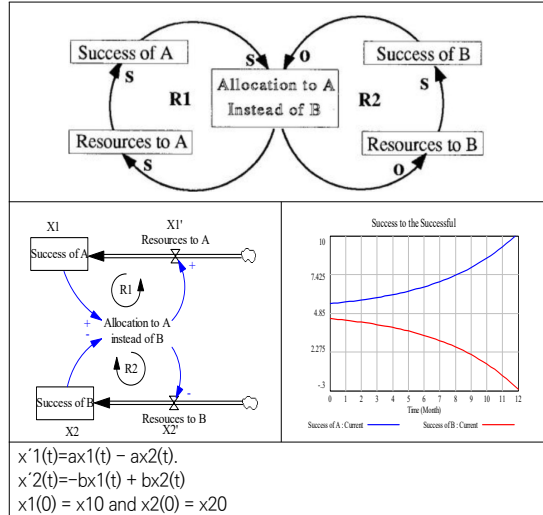 Success of A
Success of B
s
o
s
s
R1
R2
Allocation to A
Instead of B
Resources to A
Resources to B
s
o
X1
X1'
Resources to A
Success of A
R1
+
+
-
Allocation to A
instead of B
R2
-
Success of B
Resouces to B
X2
X2'
Success to the Successful
10
7.425
4.85
2.275
-.3
0 1 2 3 4 5 6 7 8 9 10 11 12
Time (Month)
Success of A : Current
Success of B : Current
x´1(t)=ax1(t) − ax2(t).
x´2(t)=−bx1(t) + bx2(t)
x1(0) = x10 and x2(0) = x20